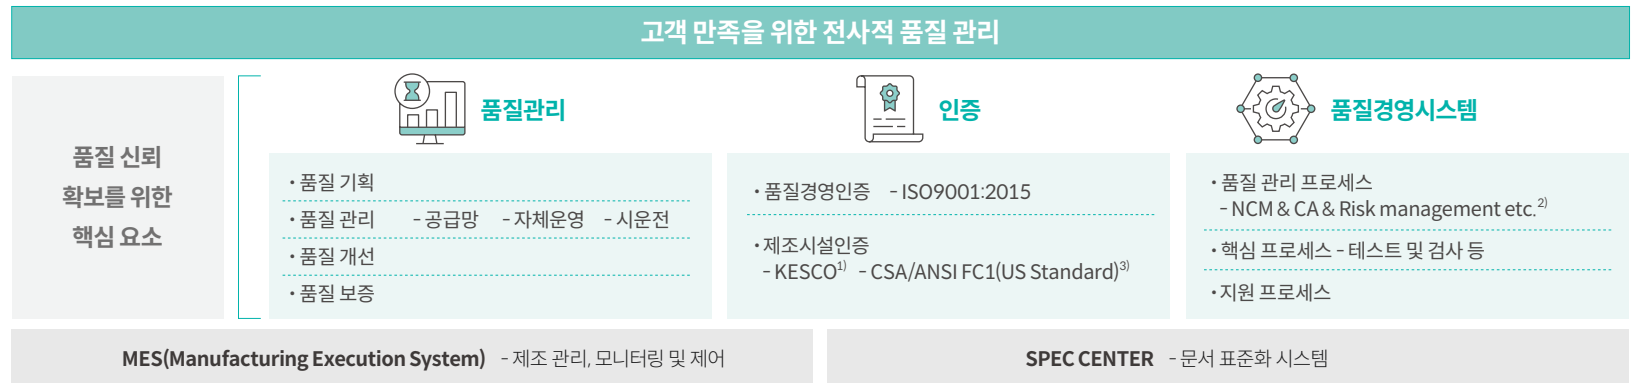 고객 만족을 위한 전사적 품질 관리
품질 신뢰
확보를 위한
핵심 요소
품질관리
· 품질 기획
· 품질 관리 - 공급망 - 자체운영 - 시운전
· 품질 개선
· 품질 보증
인증
· 품질경영인증 - ISO9001:2015
· 제조시설인증
- KESCO1) - CSA/ANSI FC1(US Standard)3)
품질경영시스템
· 품질 관리 프로세스
- NCM & CA & Risk management etc.2)
· 핵심 프로세스 - 테스트 및 검사 등
· 지원 프로세스
MES(Manufacturing Execution System) - 제조 관리, 모니터링 및 제어
SPEC CENTER - 문서 표준화 시스템